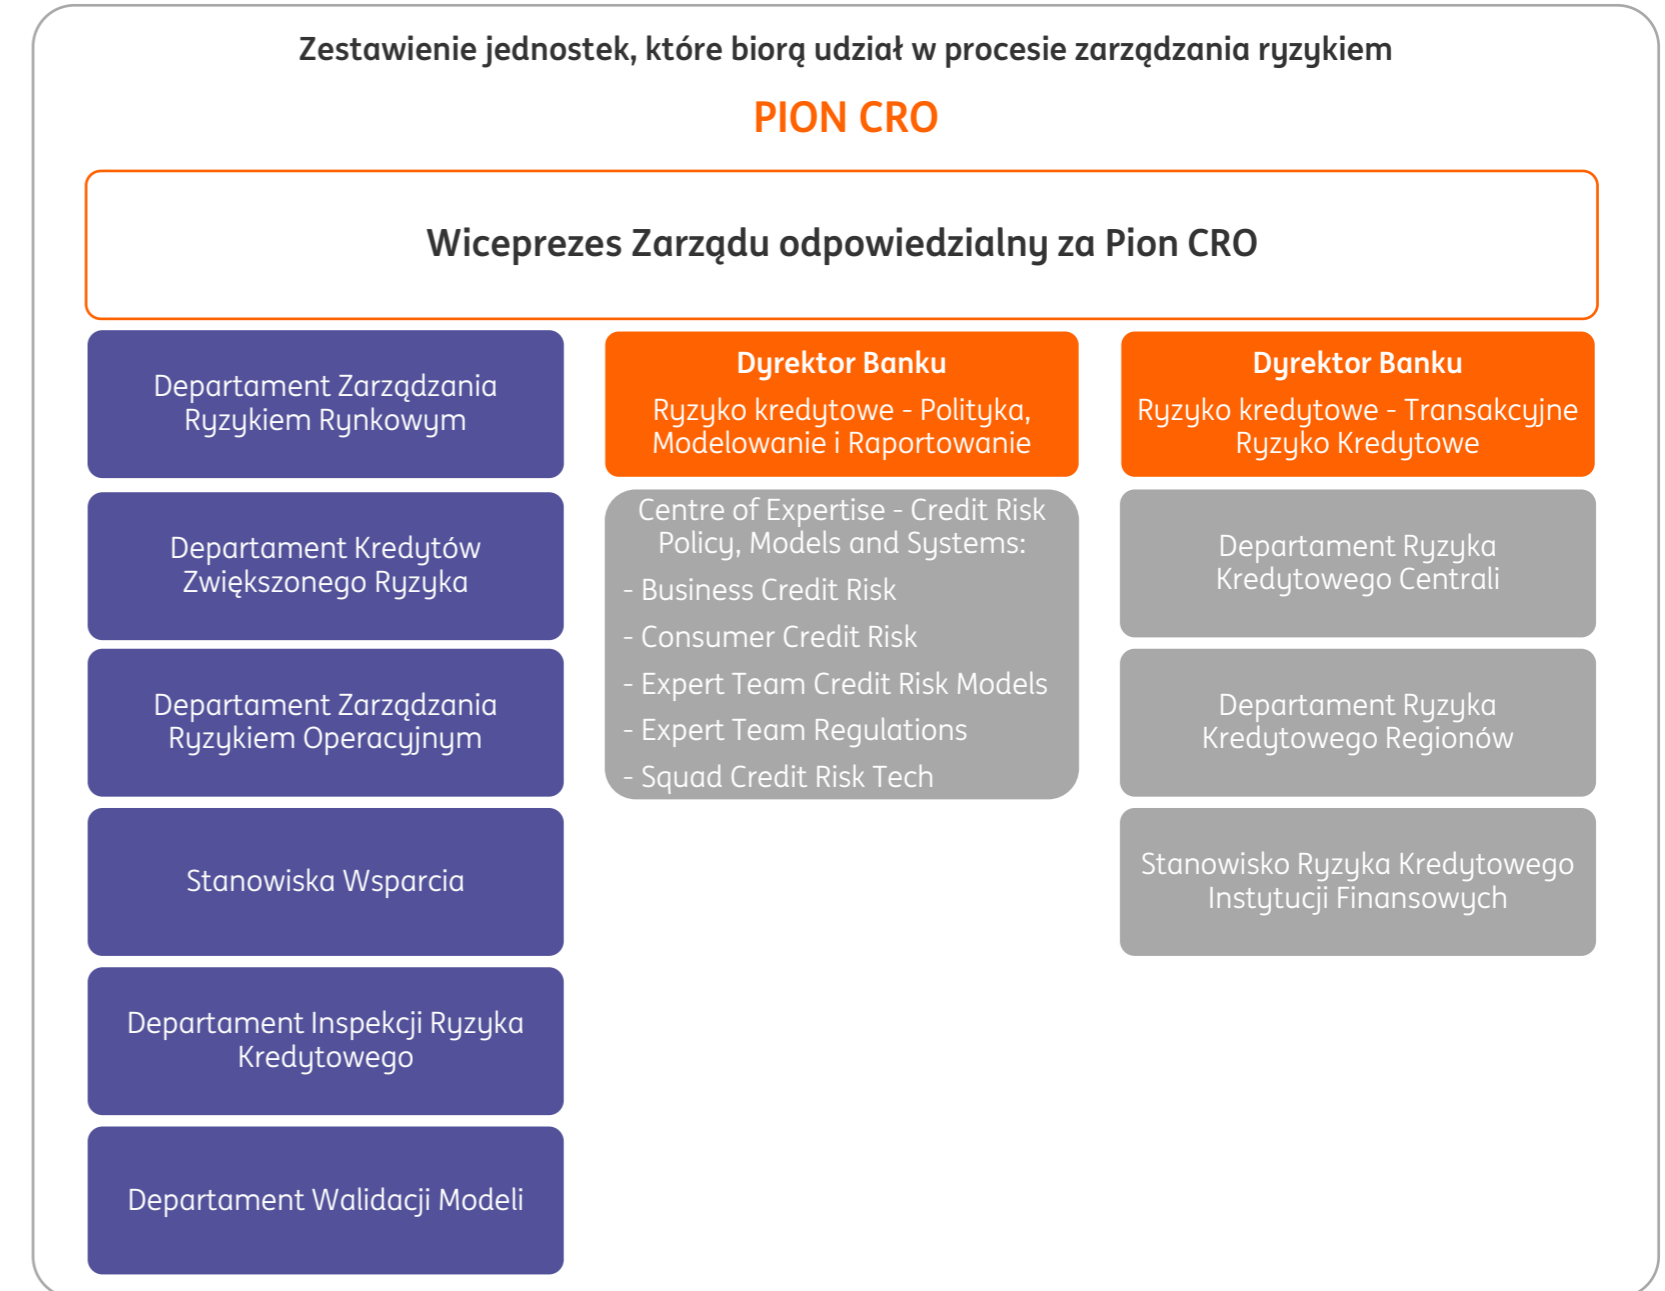 Zestawienie jednostek, które biorą udział w procesie zarządzania ryzykiem
PION CRO
Wiceprezes Zarządu odpowiedzialny za Pion CRO
Departament Zarządzania
Ryzykiem Rynkowym
Departament Kredytów
Zwiększonego Ryzyka
Departament Zarządzania
Ryzykiem Operacyjnym
Stanowiska Wsparcia
Departament Inspekcji Ryzyka
Kredytowego
Departament Walidacji Modeli
Dyrektor Banku
Ryzyko kredytowe - Polityka,
Modelowanie i Raportowanie
Centre of Expertise - Credit Risk
Policy, Models and Systems:
- Business Credit Risk
- Consumer Credit Risk
- Expert Team Credit Risk Models
- Expert Team Regulations
- Squad Credit Risk Tech
Dyrektor Banku
Ryzyko kredytowe - Transakcyjne
Ryzyko Kredytowe
Departament Ryzyka
Kredytowego Centrali
Departament Ryzyka
Kredytowego Regionów
Stanowisko Ryzyka Kredytowego
Instytucji Finansowych